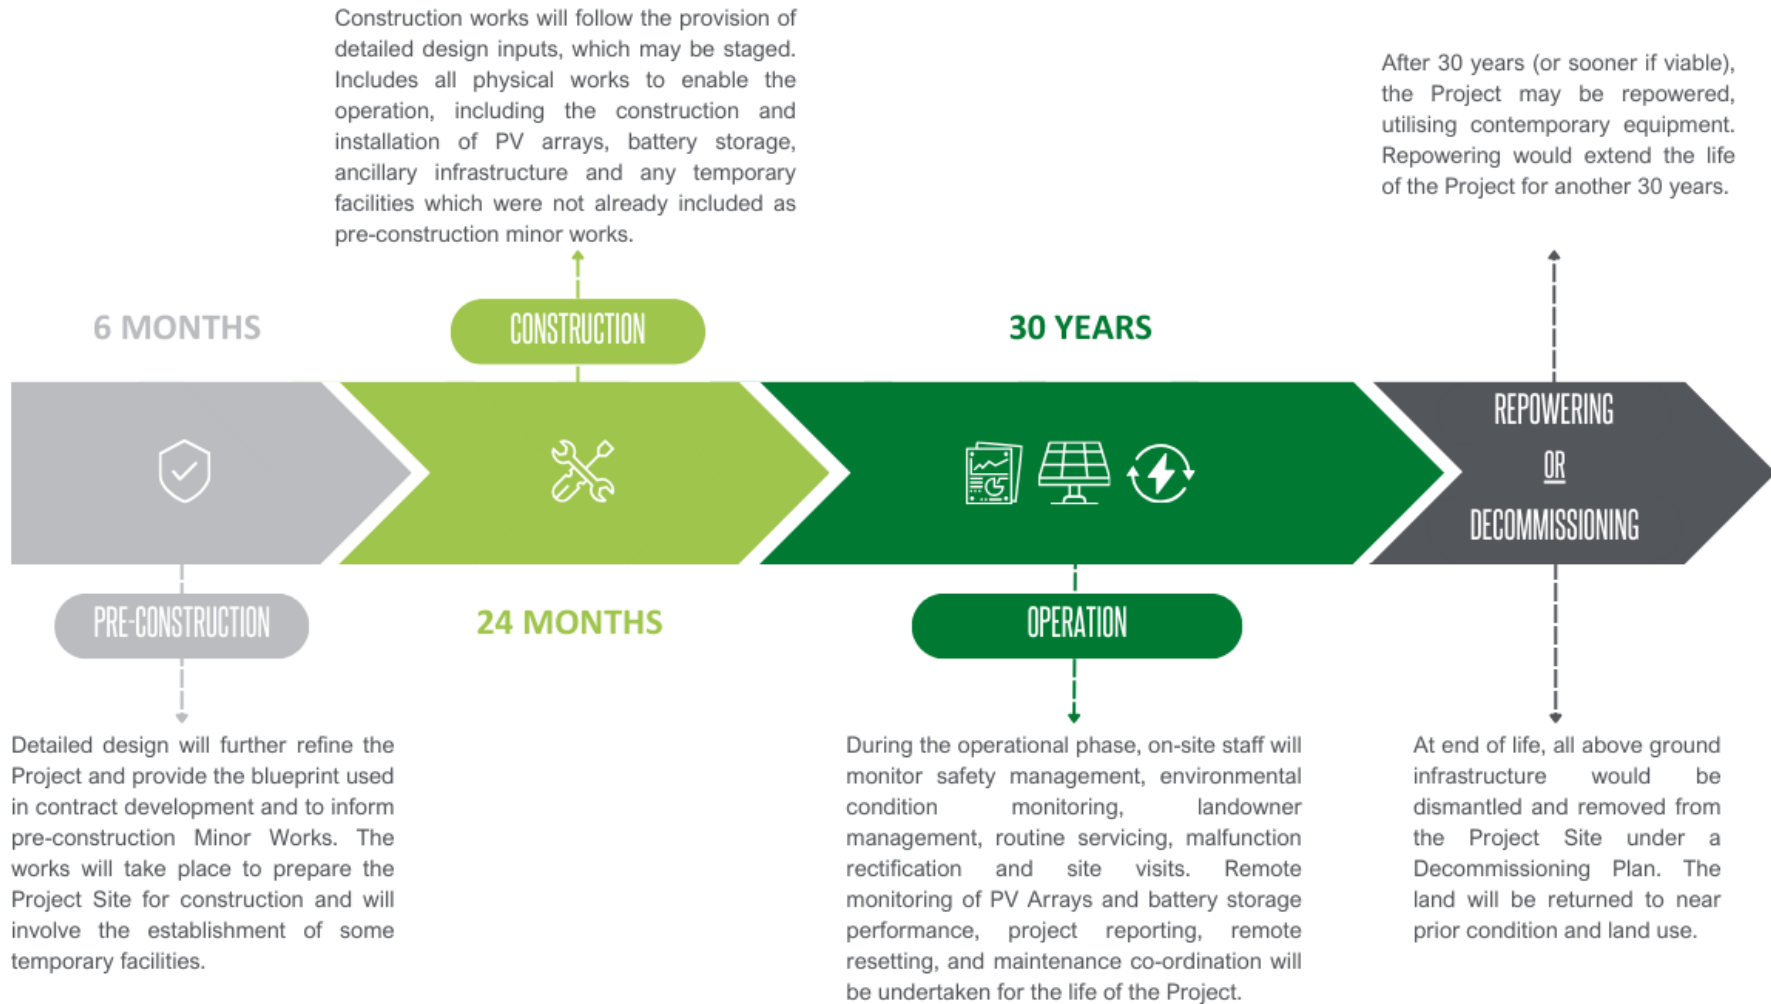 Construction works will follow the provision of
detailed design inputs, which may be staged.
Includes all physical works to enable the
operation, including the construction and
installation of PV arrays, battery storage,
ancillary infrastructure and any temporary
facilities which were not already included as
pre-construction minor works.
After 30 years (or sooner if viable),
the Project may be repowered,
utilising contemporary equipment.
Repowering would extend the life
of the Project for another 30 years.
6 MONTHS
CONSTRUCTION
30 YEARS
REPOWERING
OR
DECOMMISSIONING
PRE-CONSTRUCTION
24 MONTHS
OPERATION
Detailed design will further refine the
Project and provide the blueprint used
in contract development and to inform
pre-construction Minor Works. The
works will take place to prepare the
Project Site for construction and will
involve the establishment of some
temporary facilities.
During the operational phase, on-site staff will
monitor safety management, environmental
condition monitoring, landowner
management, routine servicing, malfunction
rectification and site visits. Remote
monitoring of PV Arrays and battery storage
performance, project reporting, remote
resetting, and maintenance co-ordination will
be undertaken for the life of the Project.
At end of life, all above ground
infrastructure would be
dismantled and removed from
the Project Site under a
Decommissioning Plan. The
land will be returned to near
prior condition and land use.